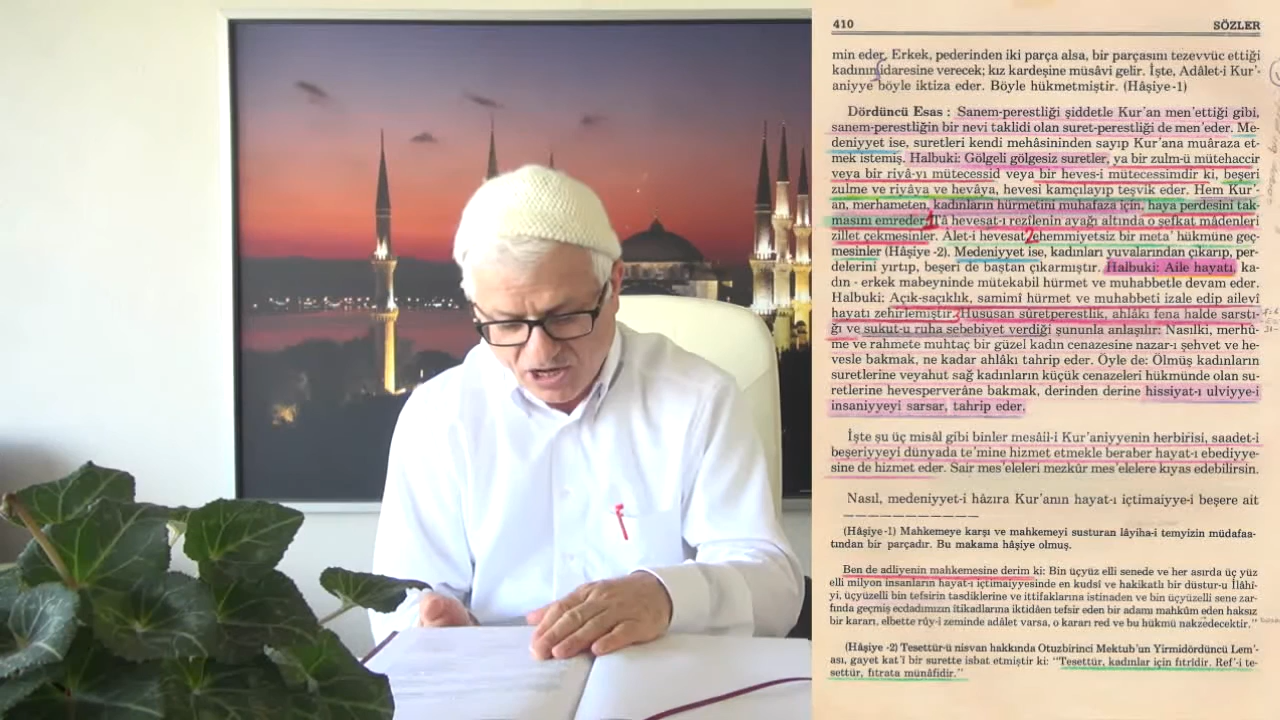 410
SÖZLER
min eder. Erkek, pederinden iki parça alsa, bir parçasını tezevvüc ettiği
kadının idaresine verecek; kız kardeşine müsâvi gelir. İşte, Adâlet-i Kur'-
aniyye böyle iktiza eder. Böyle hükmetmiştir. (Hâşiye-1)
Dördüncü Esas : Sanem-perestliği şiddetle Kur'an men'ettiği gibi,
sanem-perestliğin bir nevi taklidi olan suret-perestliği de men'eder. Me-
deniyyet ise, suretleri kendi mehâsininden sayıp Kur'ana muâraza et-
mek istemiş. Halbuki: Gölgeli gölgesiz suretler, ya bir zulm-ü mütehaccir
veya bir riyâ-yı mütecessid veya bir heves-i mütecessimdir ki, beşeri
zulme ve riyâya ve hevâya, hevesi kamçılayıp teşvik eder. Hem Kur'-
an, merhameten, kadınların hürmetini muhafaza için, haya perdesini tak-
masını emreder. Tâ hevesat-ı rezîlenin ayağı altında o şefkat mâdenleri
zillet çekmesinler. Âlet-i hevesat, ehemmiyetsiz bir meta' hükmüne geç-
mesinler (Hâşiye -2). Medeniyyet ise, kadınları yuvalarından çıkarıp, per-
delerini yırtıp, beşeri de baştan çıkarmıştır. Halbuki: Aile hayatı, ka-
dın - erkek mabeyninde mütekabil hürmet ve muhabbetle devam eder.
Halbuki: Açık-saçıklık, samimî hürmet ve muhabbeti izale edip ailevî
hayatı zehirlemiştir. Hususan sûretperestlik, ahlâkı fena halde sarstı-
ğı ve sukut-u ruha sebebiyet verdiği şununla anlaşılır: Nasılki, merhû-
me ve rahmete muhtaç bir güzel kadın cenazesine nazar-ı şehvet ve he-
vesle bakmak, ne kadar ahlâkı tahrip eder. Öyle de: Ölmüş kadınların
suretlerine veyahut sağ kadınların küçük cenazeleri hükmünde olan su-
retlerine hevesperverâne bakmak, derinden derine hissiyat-ı ulviyye-i
insaniyyeyi sarsar, tahrip eder.
İşte şu üç misâl gibi binler mesâil-i Kur'aniyyenin herbirisi, saadet-i
beşeriyyeyi dünyada te'mine hizmet etmekle beraber hayat-ı ebediyye-
sine de hizmet eder. Sair mes'eleleri mezkûr mes'elelere kıyas edebilirsin.
Nasıl, medeniyyet-i hâzıra Kur'anın hayat-ı içtimaiyye-i beşere ait
(Hâşiye-1) Mahkemeye karşı ve mahkemeyi susturan lâyiha-i temyizin müdafaa-
tından bir parçadır. Bu makama hâşiye olmuş.
Ben de adliyenin mahkemesine derim ki: Bin üçyüz elli senede ve her asırda üç yüz
elli milyon insanların hayat-ı içtimaiyyesinde en kudsî ve hakikatlı bir düstur-u İlâhî-
yi, üçyüzelli bin tefsirin tasdiklerine ve ittifaklarına istinaden ve bin üçyüzelli sene zar-
fında geçmiş ecdadımızın îtikadlarına iktidâen tefsir eden bir adamı mahkûm eden haksız
bir kararı, elbette rûy-i zeminde adâlet varsa, o kararı red ve bu hükmü nakzedecektir."
(Hâşiye -2) Tesettür-ü nisvan hakkında Otuzbirinci Mektub'un Yirmidördüncü Lem'-
ası, gayet kat'î bir surette isbat etmiştir ki: "Tesettür, kadınlar için fıtrîdir. Ref'-i te-
settür, fıtrata münafidir."